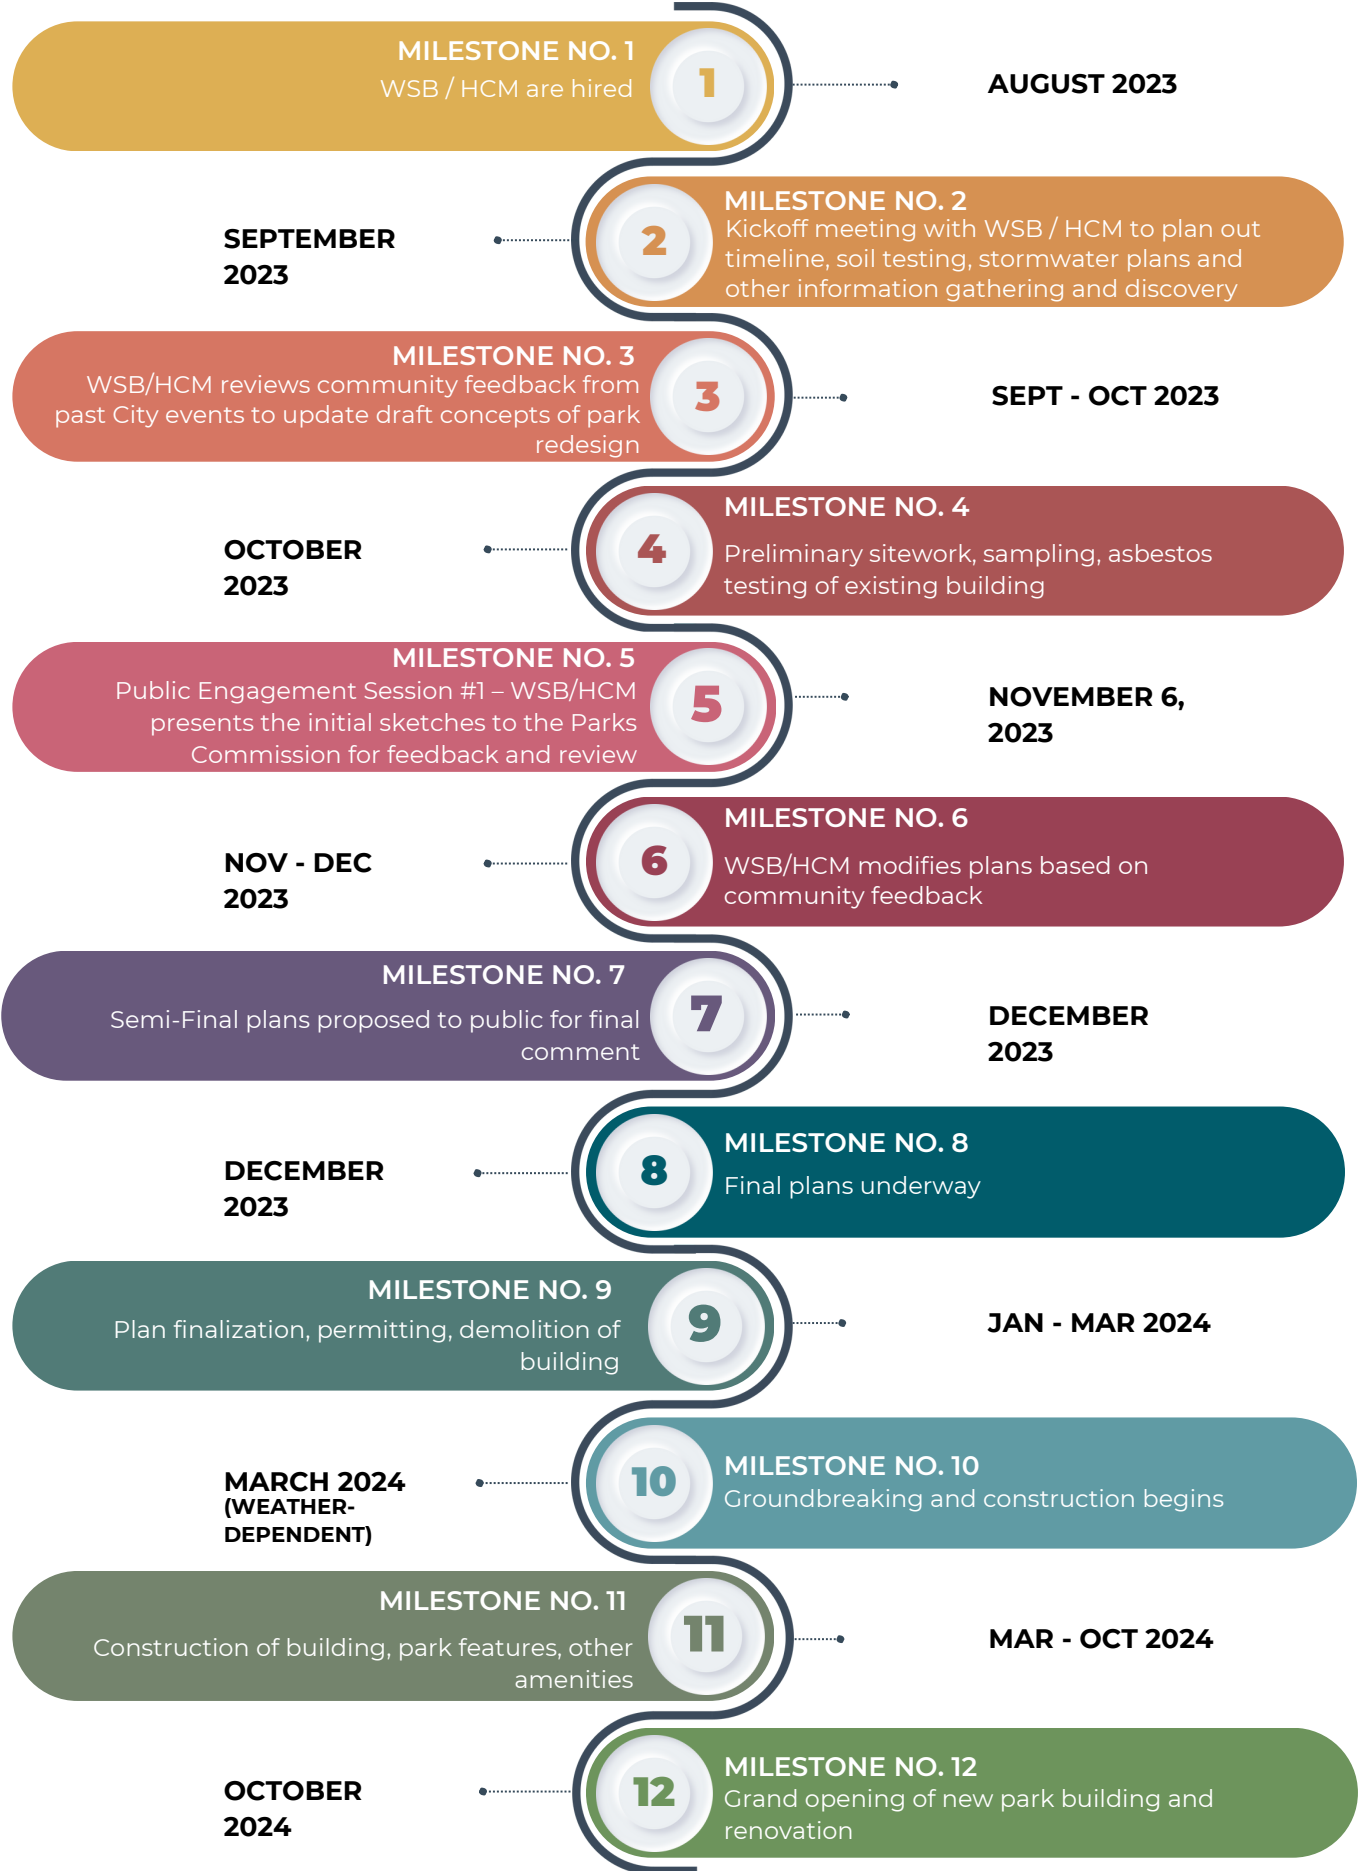 MILESTONE NO. 1
WSB / HCM are hired
1
AUGUST 2023
SEPTEMBER
2023
2
MILESTONE NO. 2
Kickoff meeting with WSB / HCM to plan out
timeline, soil testing, stormwater plans and
other information gathering and discovery
MILESTONE NO. 3
WSB/HCM reviews community feedback from
past City events to update draft concepts of park
redesign
3
SEPT - OCT 2023
OCTOBER
2023
4
MILESTONE NO. 4
Preliminary sitework, sampling, asbestos
testing of existing building
MILESTONE NO. 5
Public Engagement Session #1 – WSB/HCM
presents the initial sketches to the Parks
Commission for feedback and review
5
NOVEMBER 6,
2023
NOV - DEC
2023
6
MILESTONE NO. 6
WSB/HCM modifies plans based on
community feedback
MILESTONE NO. 7
Semi-Final plans proposed to public for final
comment
7
DECEMBER
2023
DECEMBER
2023
8
MILESTONE NO. 8
Final plans underway
MILESTONE NO. 9
Plan finalization, permitting, demolition of
building
9
JAN - MAR 2024
MARCH 2024
(WEATHER-
DEPENDENT)
10
MILESTONE NO. 10
Groundbreaking and construction begins
MILESTONE NO. 11
Construction of building, park features, other
amenities
11
MAR - OCT 2024
OCTOBER
2024
12
MILESTONE NO. 12
Grand opening of new park building and
renovation